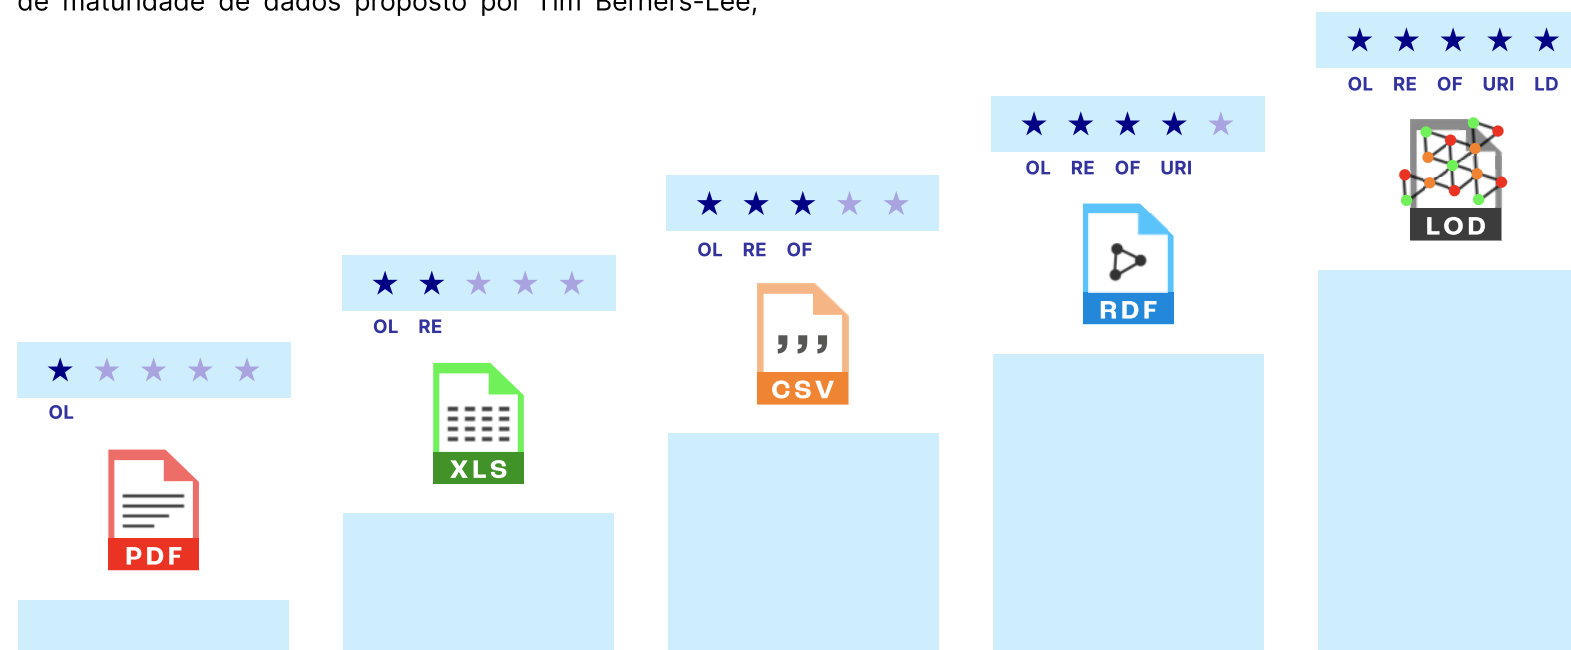 de maturidade de dados proposto por Tim Berners-Lee,
OL RE OF URI LD
LOD
OL RE OF URI
RDF
OL RE OF
,,,
CSV
OL RE
XLS
OL
PDF